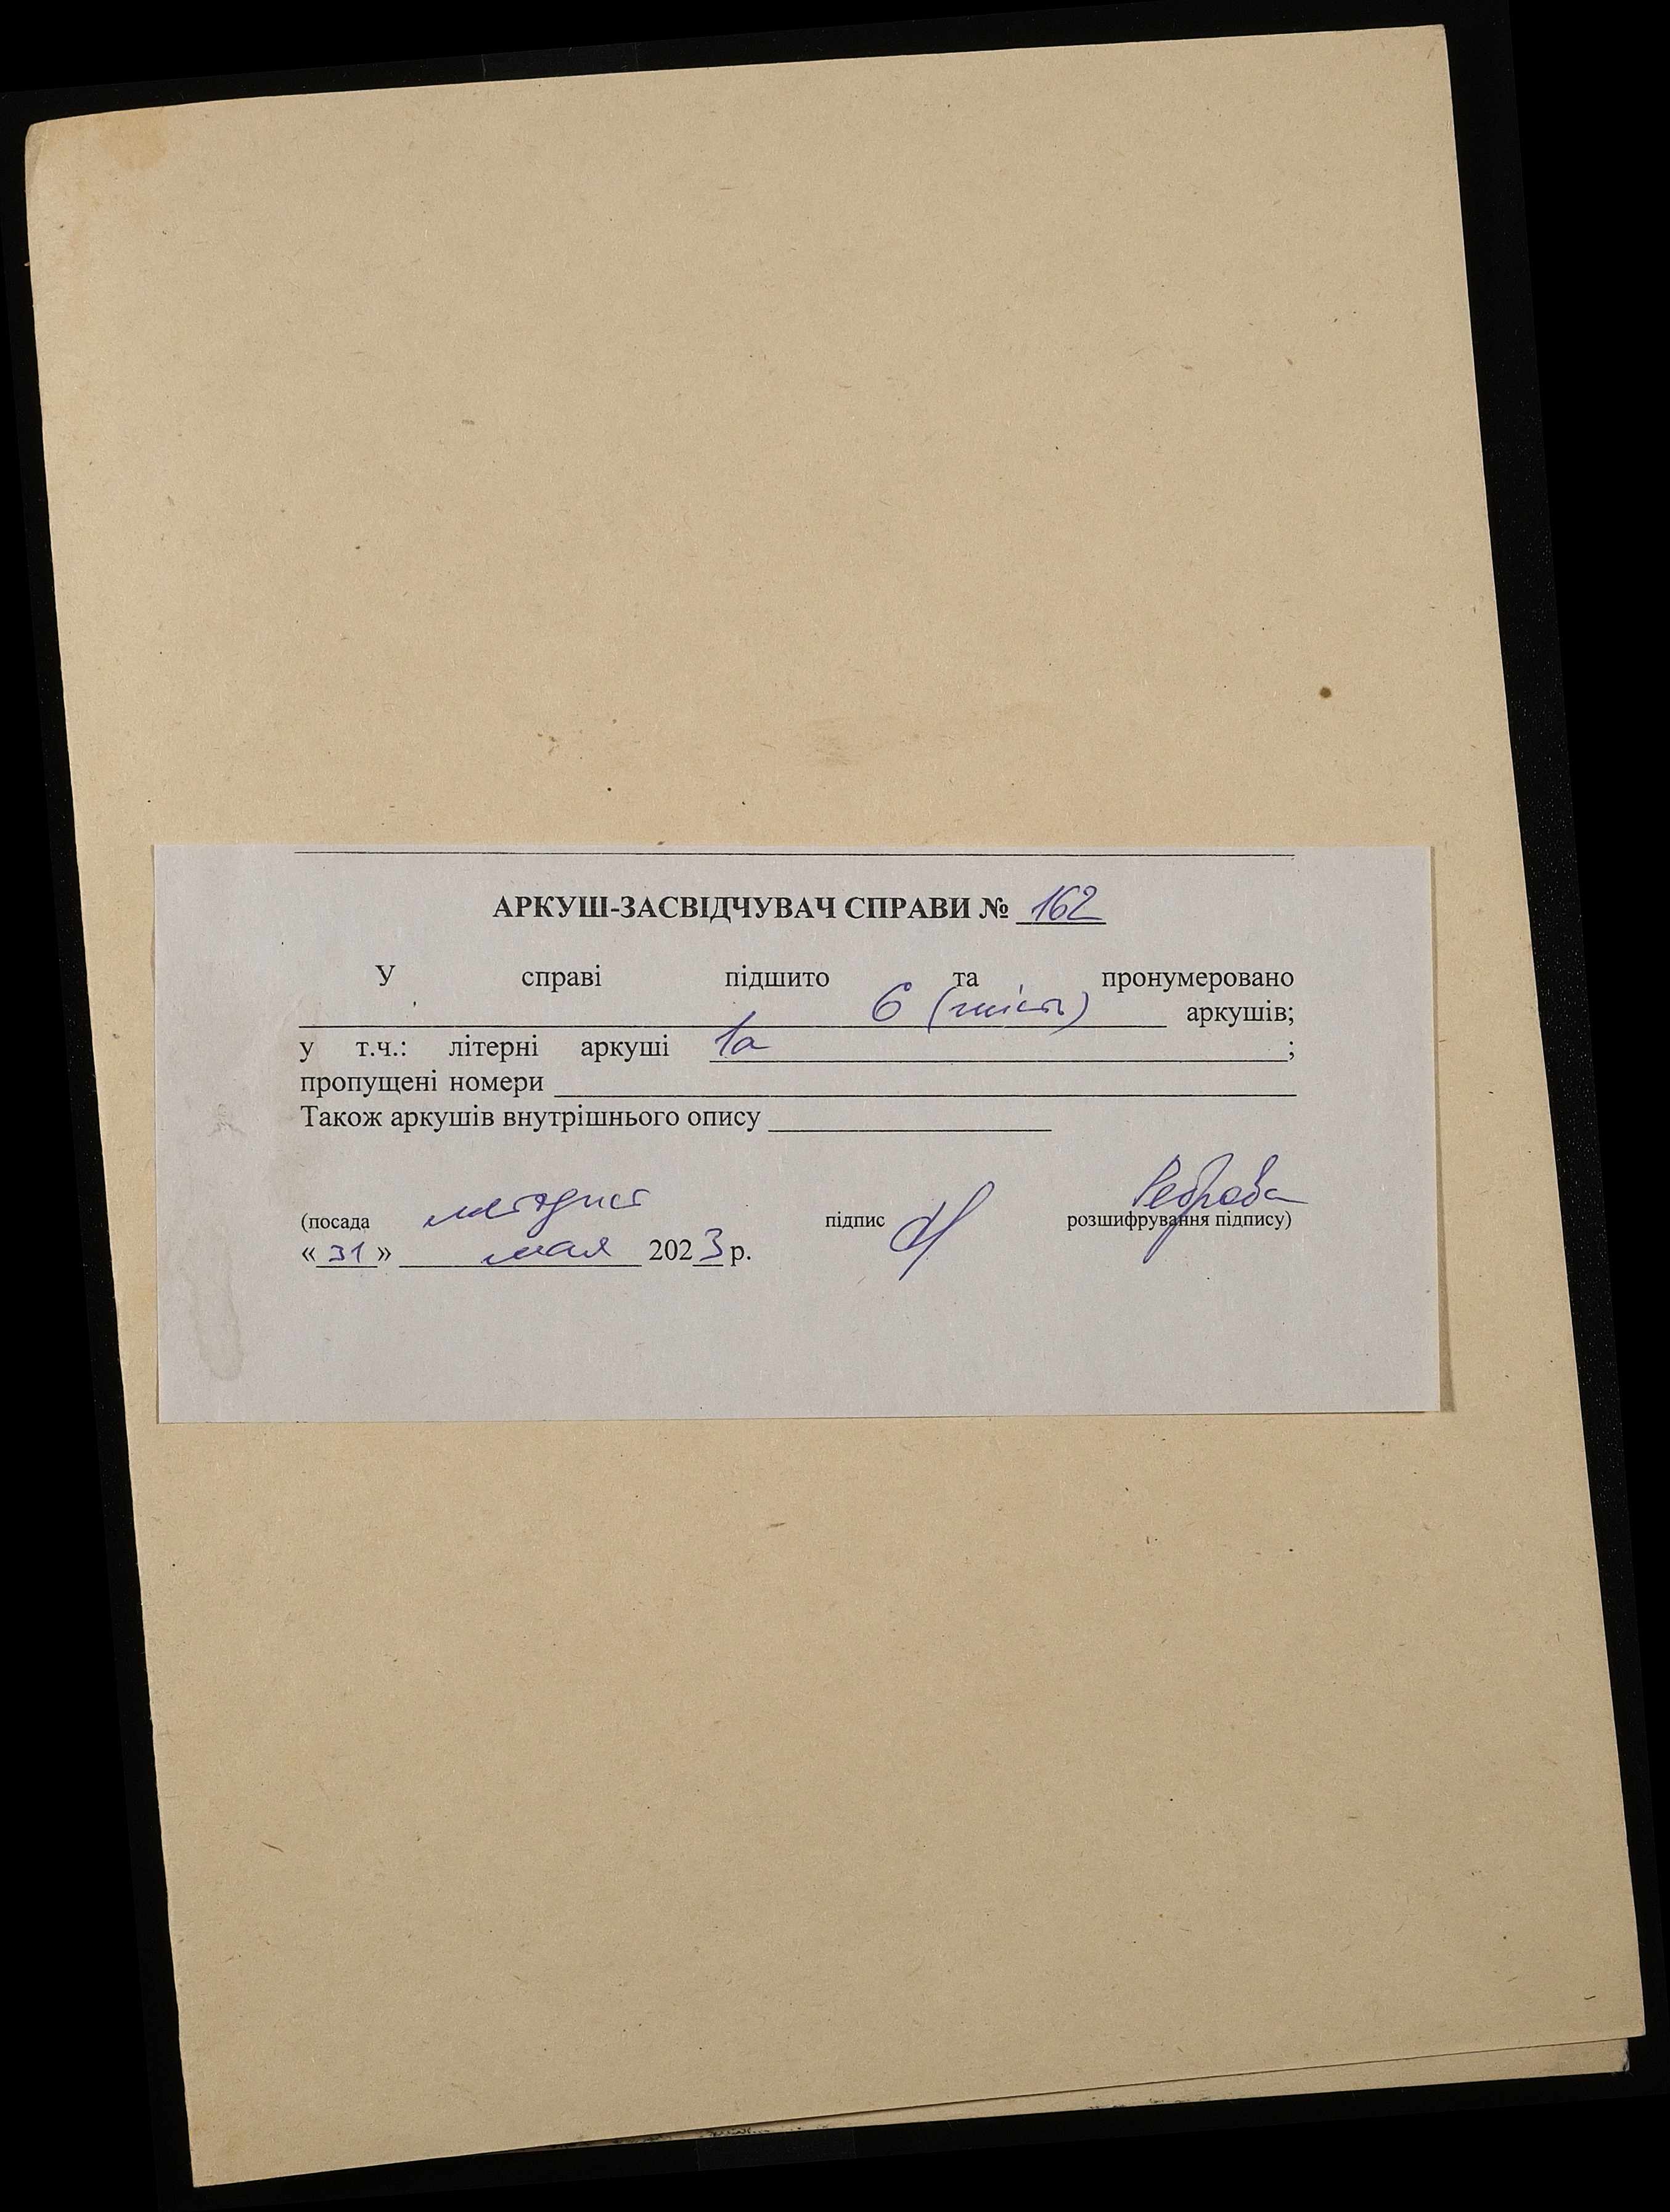 АРКУШ-ЗАСВІДЧУВАЧ СПРАВИ № 162
У справі підшито та пронумеровано
6 (шість) аркушів;
у т.ч.: літерні аркуші 1а ;
пропущені номери
Також аркушів внутрішнього опису
(посада методист підпис розшифрування підпису)
«31» мая 2023 р.